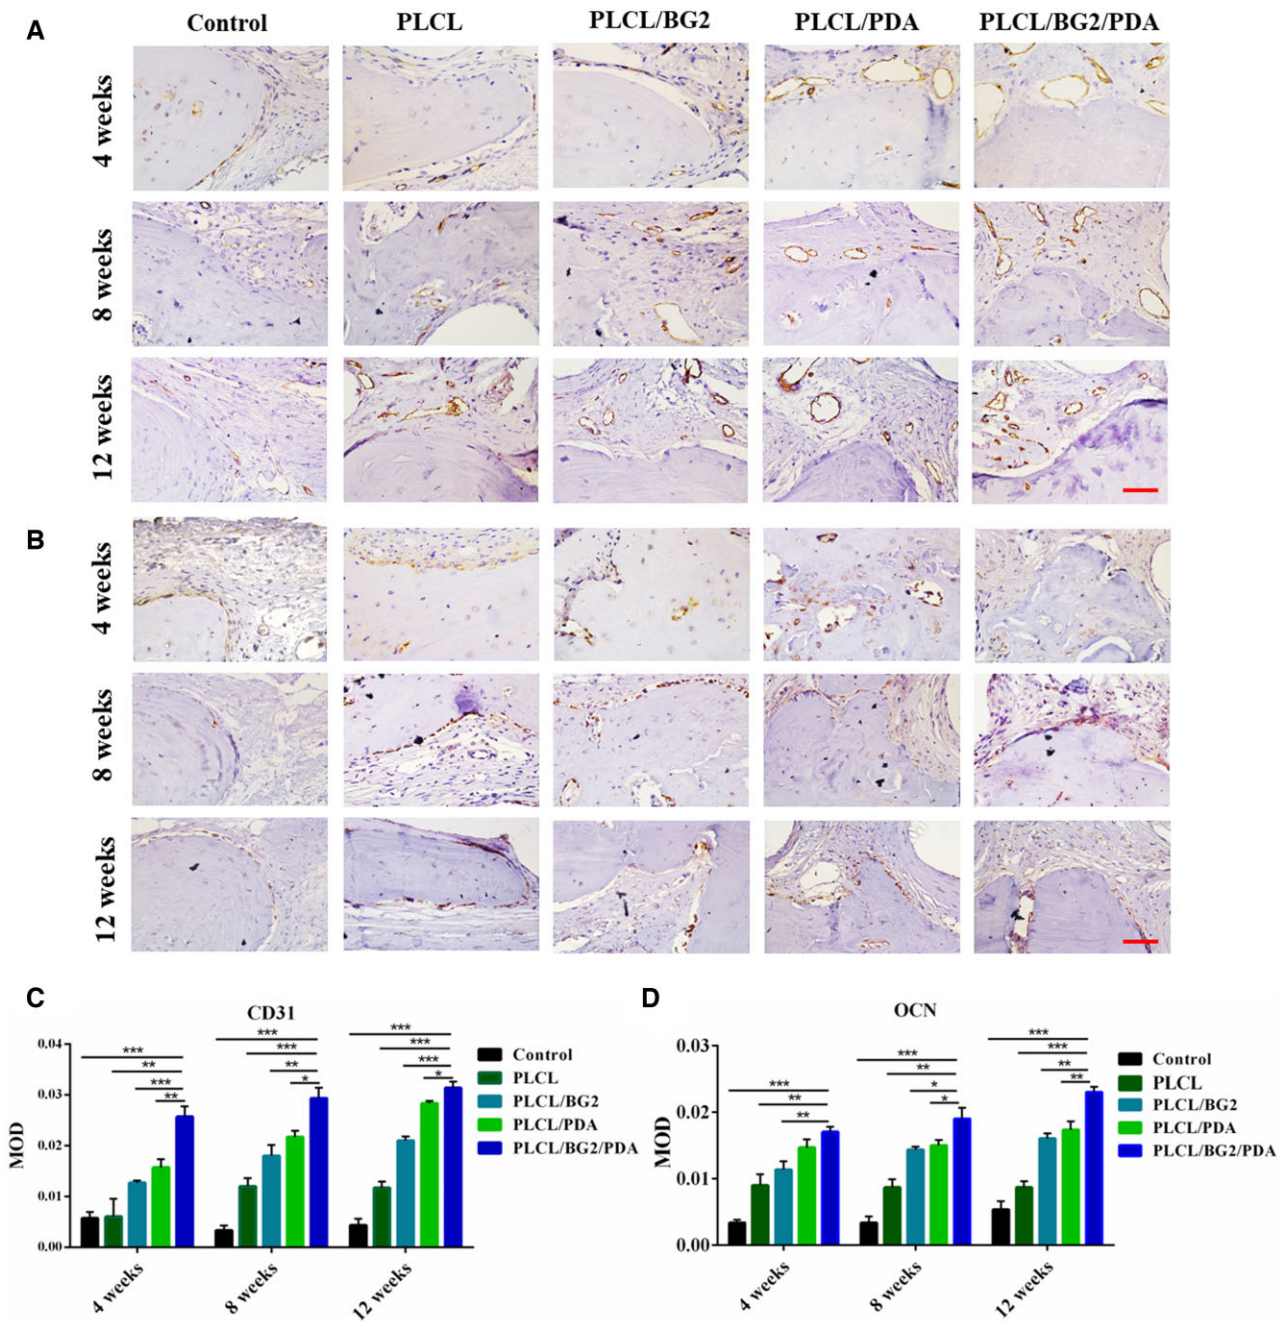 A
Control PLCL PLCL/BG2 PLCL/PDA PLCL/BG2/PDA
4 weeks
8 weeks
12 weeks
B
4 weeks
8 weeks
12 weeks
C
CD31
MOD
0.04
0.03
0.02
0.01
0.00
*** ** *** **
*** *** ** *
*** *** *** *
4 weeks 8 weeks 12 weeks
Control
PLCL
PLCL/BG2
PLCL/PDA
PLCL/BG2/PDA
D
OCN
MOD
0.03
0.02
0.01
0.00
*** ** **
*** ** * *
*** *** ** **
4 weeks 8 weeks 12 weeks
Control
PLCL
PLCL/BG2
PLCL/PDA
PLCL/BG2/PDA